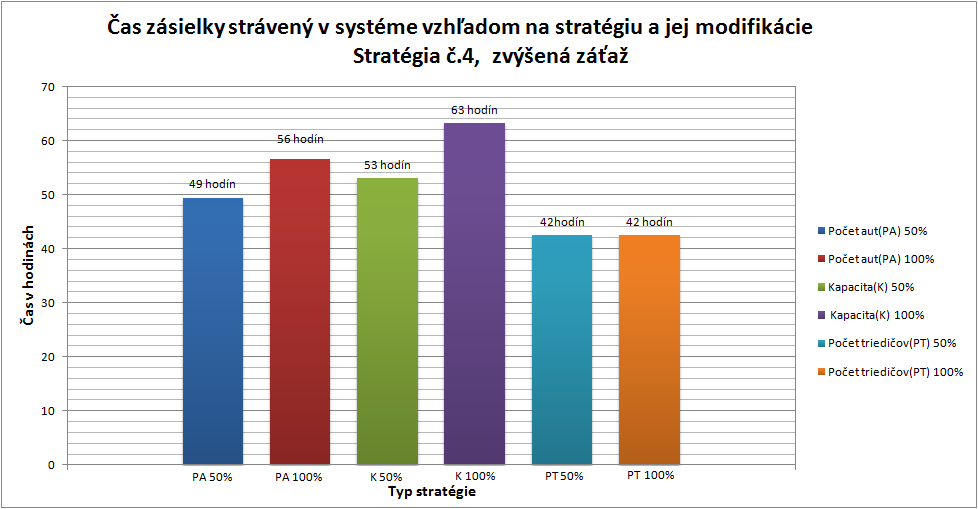 Čas zásielky strávený v systéme vzhľadom na stratégiu a jej modifikácie
Stratégia č.4, zvýšená záťaž
Čas v hodinách
70
60
50
40
30
20
10
0
49 hodín
56 hodín
53 hodín
63 hodín
42hodín
42 hodín
PA 50%
PA 100%
K 50%
K 100%
PT 50%
PT 100%
Typ stratégie
Počet aut(PA) 50%
Počet aut(PA) 100%
Kapacita(K) 50%
Kapacita(K) 100%
Počet triedičov(PT) 50%
Počet triedičov(PT) 100%